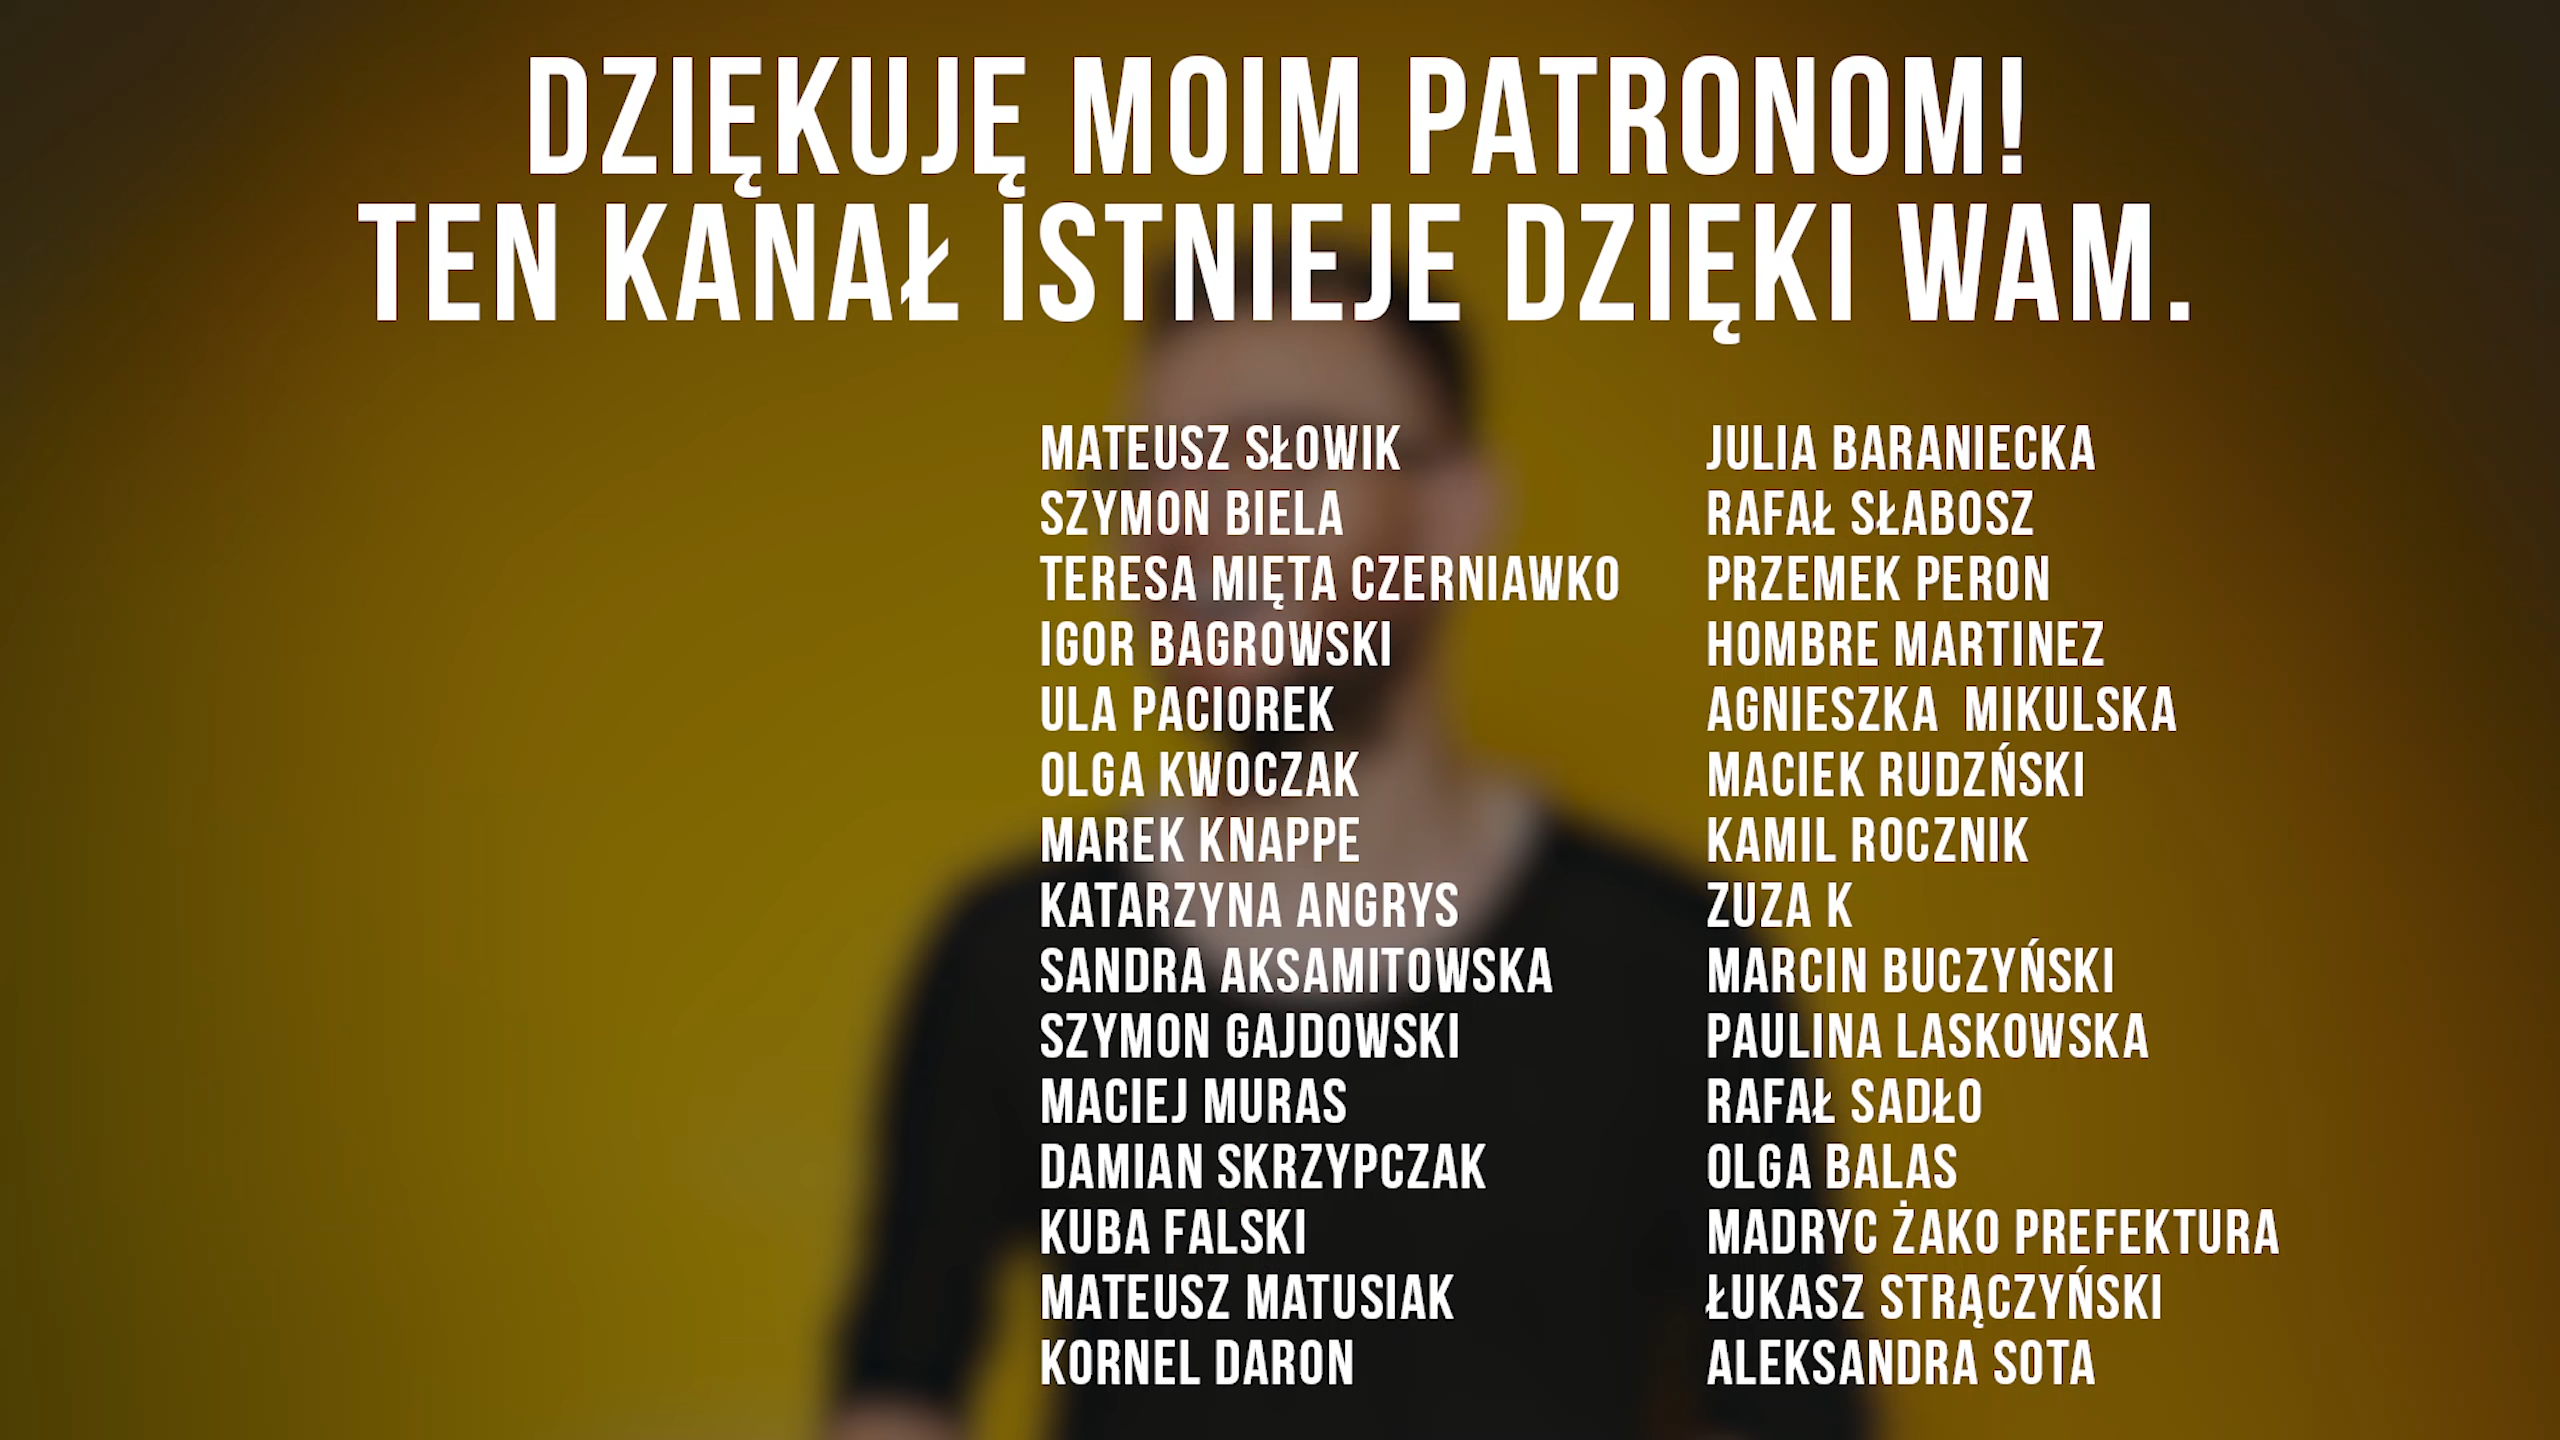 DZIĘKUJĘ MOIM PATRONOM!
TEN KANAŁ ISTNIEJE DZIĘKI WAM.
MATEUSZ SŁOWIK
SZYMON BIELA
TERESA MIĘTA CZERNIAWKO
IGOR BAGROWSKI
ULA PACIOREK
OLGA KWOCZAK
MAREK KNAPPE
KATARZYNA ANGRYS
SANDRA AKSAMITOWSKA
SZYMON GAJDOWSKI
MACIEJ MURAS
DAMIAN SKRZYPCZAK
KUBA FALSKI
MATEUSZ MATUSIAK
KORNEL DARON
JULIA BARANIECKA
RAFAŁ SŁABOSZ
PRZEMEK PERON
HOMBRE MARTINEZ
AGNIESZKA  MIKULSKA
MACIEK RUDZŃSKI
KAMIL ROCZNIK
ZUZA K
MARCIN BUCZYŃSKI
PAULINA LASKOWSKA
RAFAŁ SADŁO
OLGA BALAS
MADRYC ŻAKO PREFEKTURA
ŁUKASZ STRĄCZYŃSKI
ALEKSANDRA SOTA